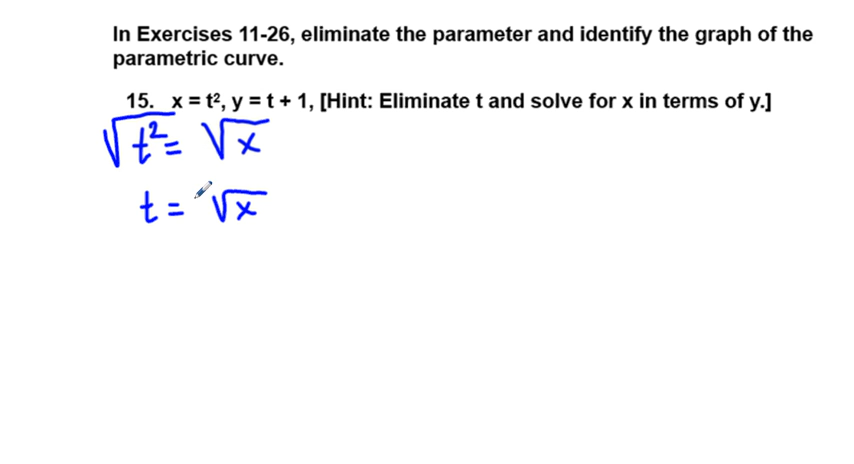 In Exercises 11-26, eliminate the parameter and identify the graph of the
parametric curve.
15. x = t², y = t + 1, [Hint: Eliminate t and solve for x in terms of y.]
√t² = √x
t = √x